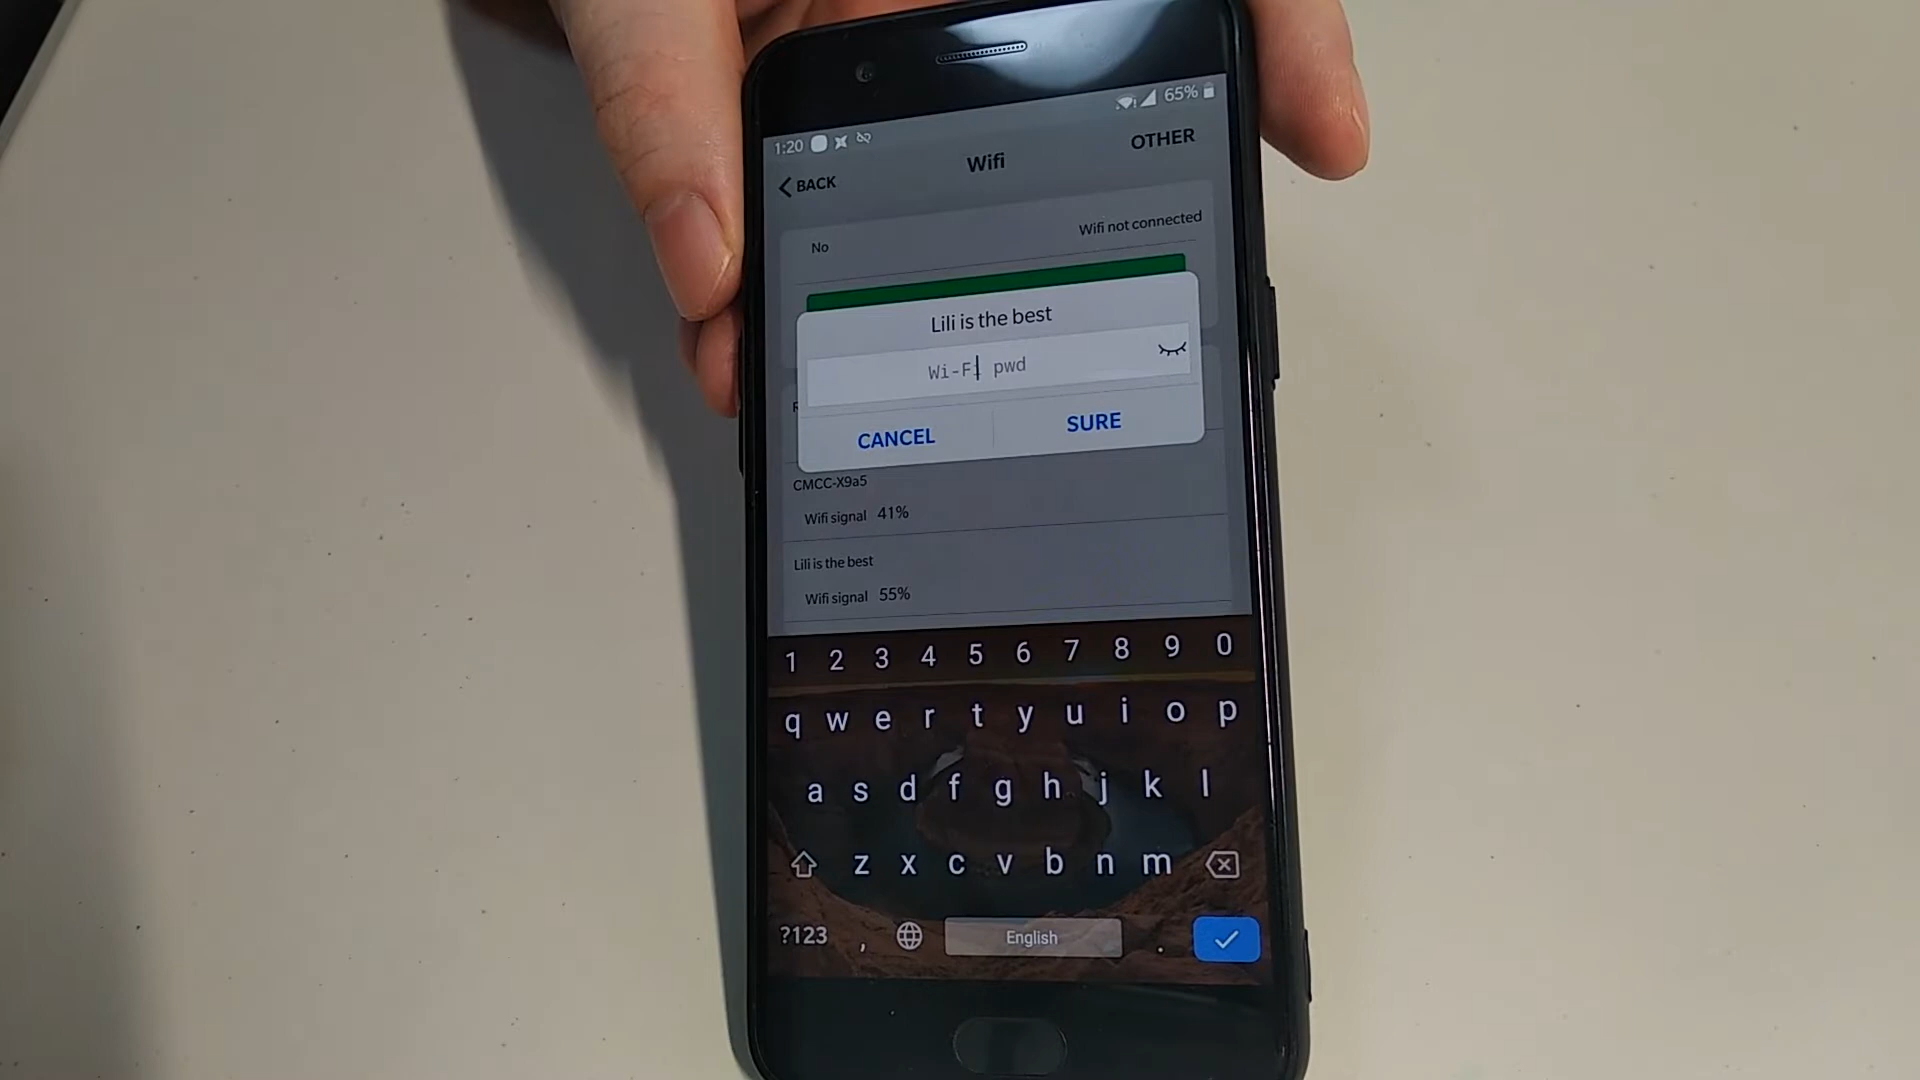 1:20 65%
BACK Wifi OTHER
No Wifi not connected
Lili is the best
Wi-Fi pwd
CANCEL SURE
CMCC-X9a5
Wifi signal 41%
Lili is the best
Wifi signal 55%
1 2 3 4 5 6 7 8 9 0
q w e r t y u i o p
a s d f g h j k l
z x c v b n m
?123 , English .